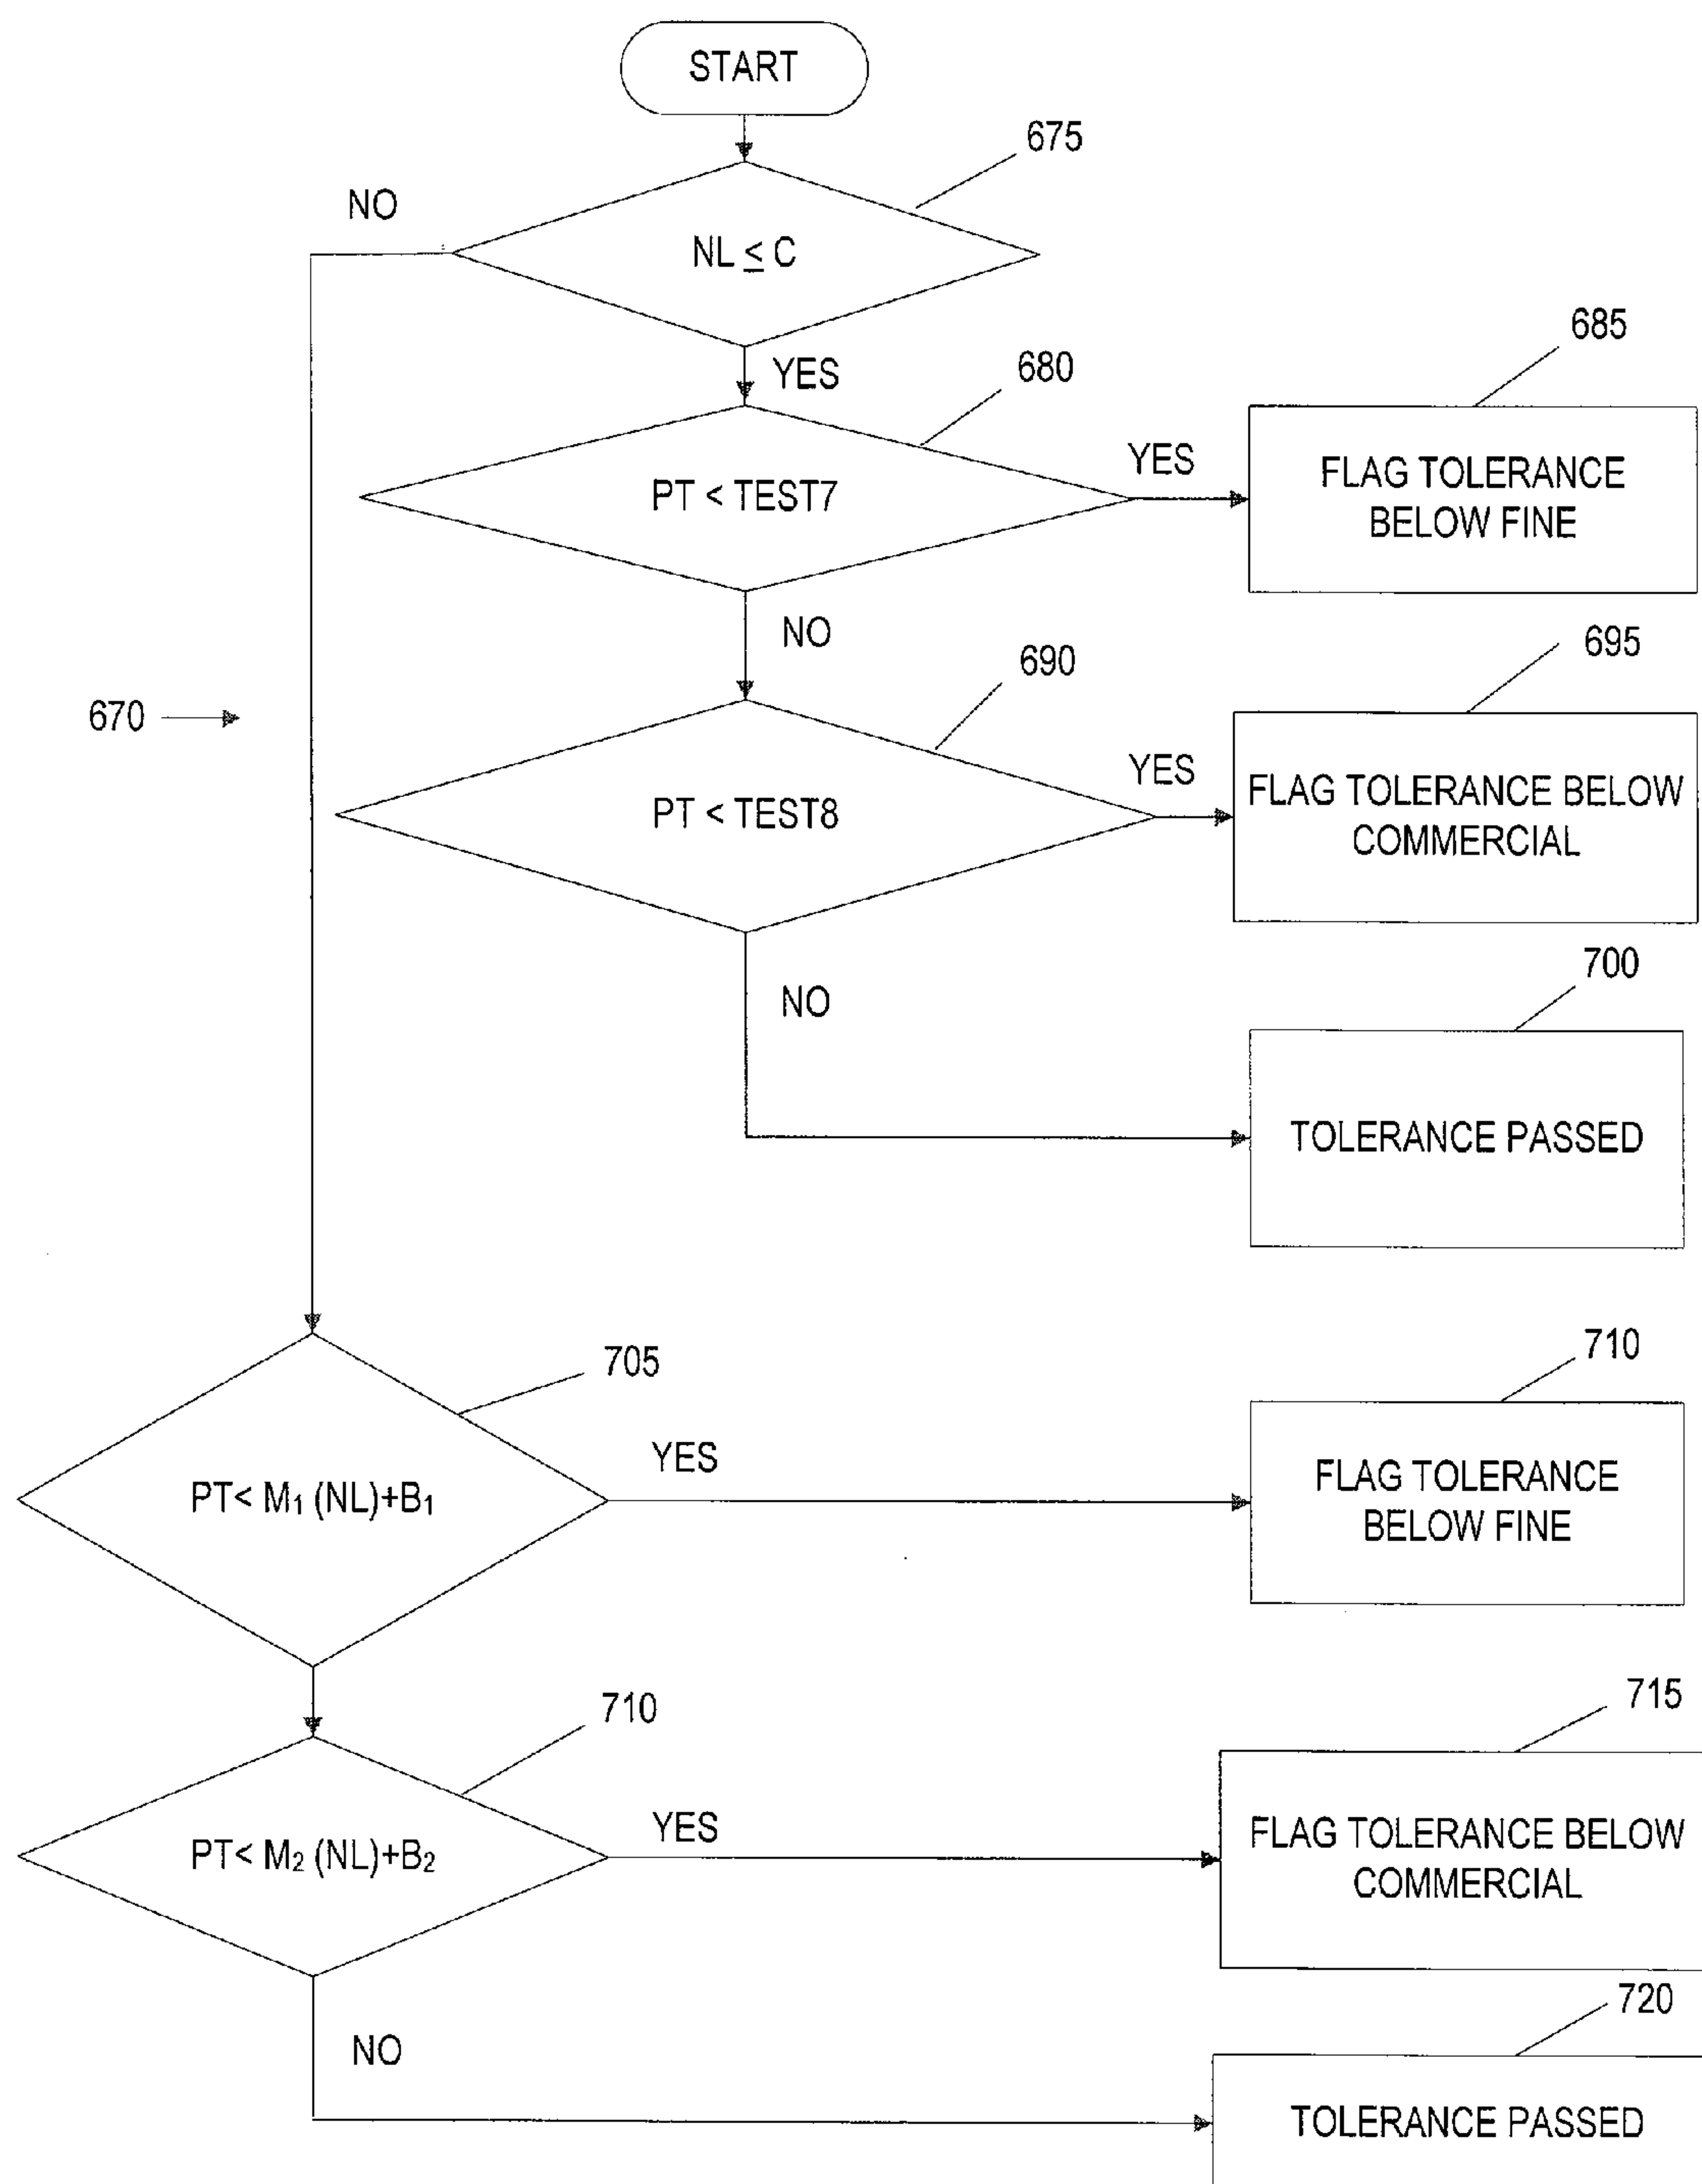 START
675
NO
NL ≤ C
685
YES
680
FLAG TOLERANCE
BELOW FINE
YES
PT < TEST7
NO
695
690
670
YES
FLAG TOLERANCE BELOW
COMMERCIAL
PT < TEST8
700
NO
TOLERANCE PASSED
710
705
YES
FLAG TOLERANCE
BELOW FINE
PT< M₁ (NL)+B₁
715
710
YES
FLAG TOLERANCE BELOW
COMMERCIAL
PT< M₂ (NL)+B₂
720
NO
TOLERANCE PASSED